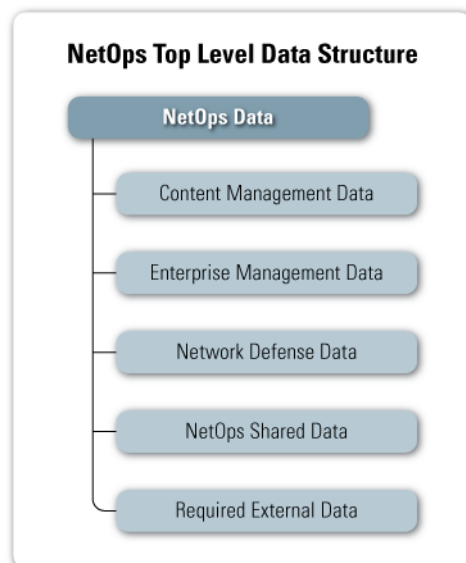 NetOps Top Level Data Structure
NetOps Data
Content Management Data
Enterprise Management Data
Network Defense Data
NetOps Shared Data
Required External Data